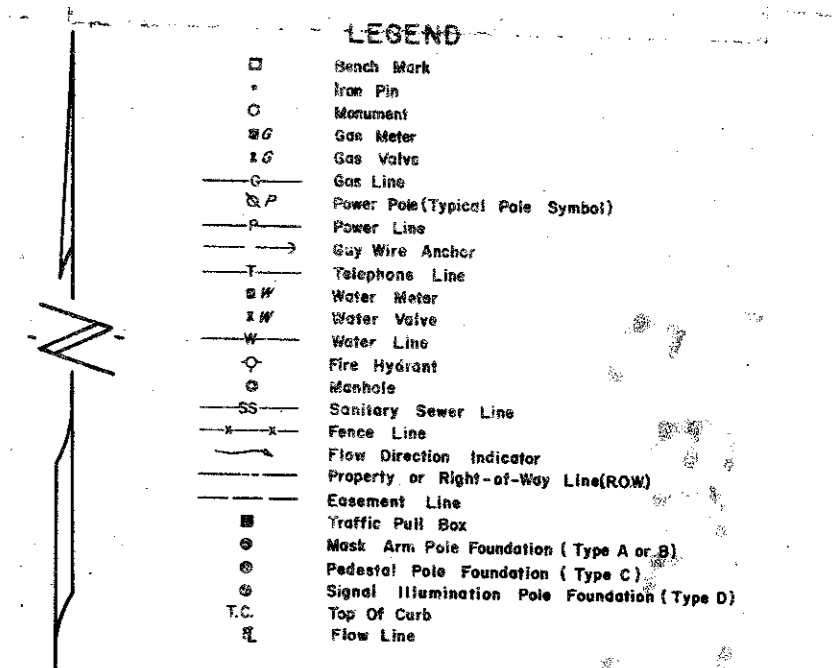 LEGEND
Bench Mark
Iron Pin
Monument
G Gas Meter
G Gas Valve
G Gas Line
P Power Pole (Typical Pole Symbol)
P Power Line
Guy Wire Anchor
T Telephone Line
W Water Meter
W Water Valve
W Water Line
Fire Hydrant
Manhole
SS Sanitary Sewer Line
x x Fence Line
Flow Direction Indicator
Property or Right-of-Way Line(R.O.W.)
Easement Line
Traffic Pull Box
Mask Arm Pole Foundation ( Type A or B)
Pedestal Pole Foundation ( Type C)
Signal Illumination Pole Foundation ( Type D)
T.C. Top Of Curb
Flow Line